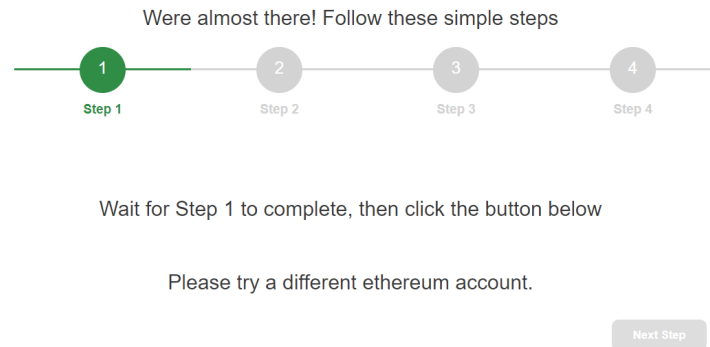 Were almost there! Follow these simple steps
1 2 3 4
Step 1 Step 2 Step 3 Step 4
Wait for Step 1 to complete, then click the button below
Please try a different ethereum account.
Next Step